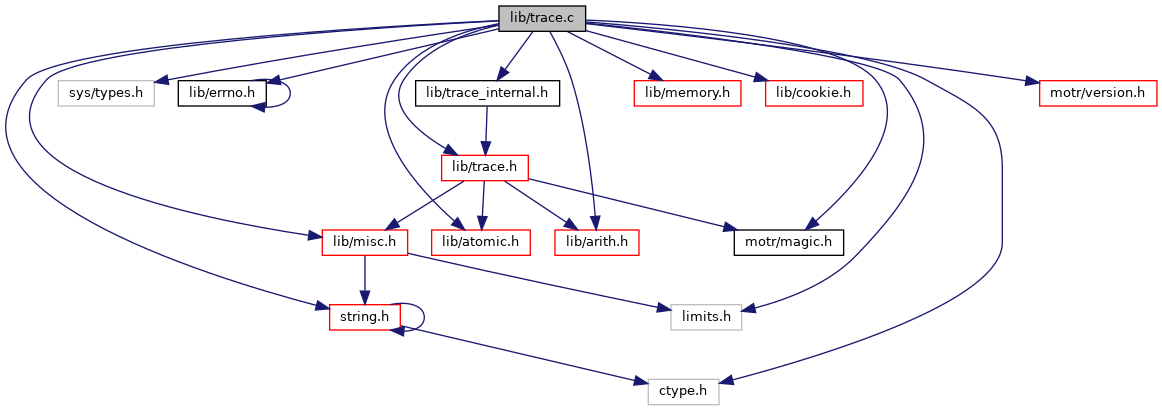 lib/trace.c
sys/types.h
lib/errno.h
lib/trace_internal.h
lib/memory.h
lib/cookie.h
motr/version.h
lib/trace.h
lib/misc.h
lib/atomic.h
lib/arith.h
motr/magic.h
string.h
limits.h
ctype.h